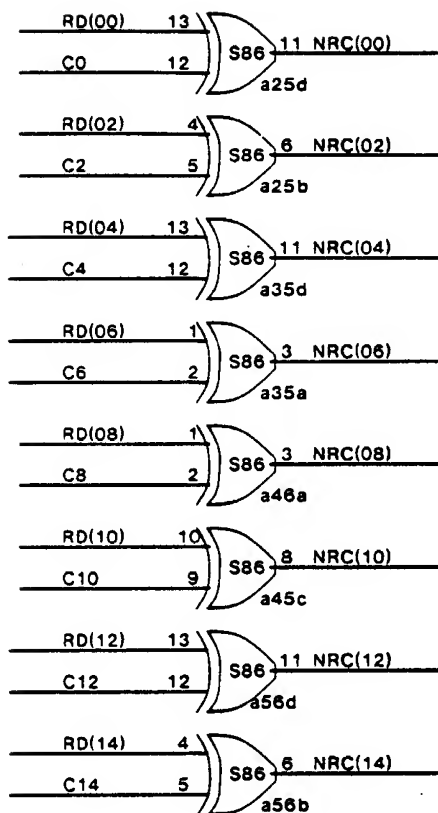 RD(00) 13
S86 11 NRC(00)
C0 12
a25d
RD(02) 4
S86 6 NRC(02)
C2 5
a25b
RD(04) 13
S86 11 NRC(04)
C4 12
a35d
RD(06) 1
S86 3 NRC(06)
C6 2
a35a
RD(08) 1
S86 3 NRC(08)
C8 2
a46a
RD(10) 10
S86 8 NRC(10)
C10 9
a45c
RD(12) 13
S86 11 NRC(12)
C12 12
a56d
RD(14) 4
S86 6 NRC(14)
C14 5
a56b